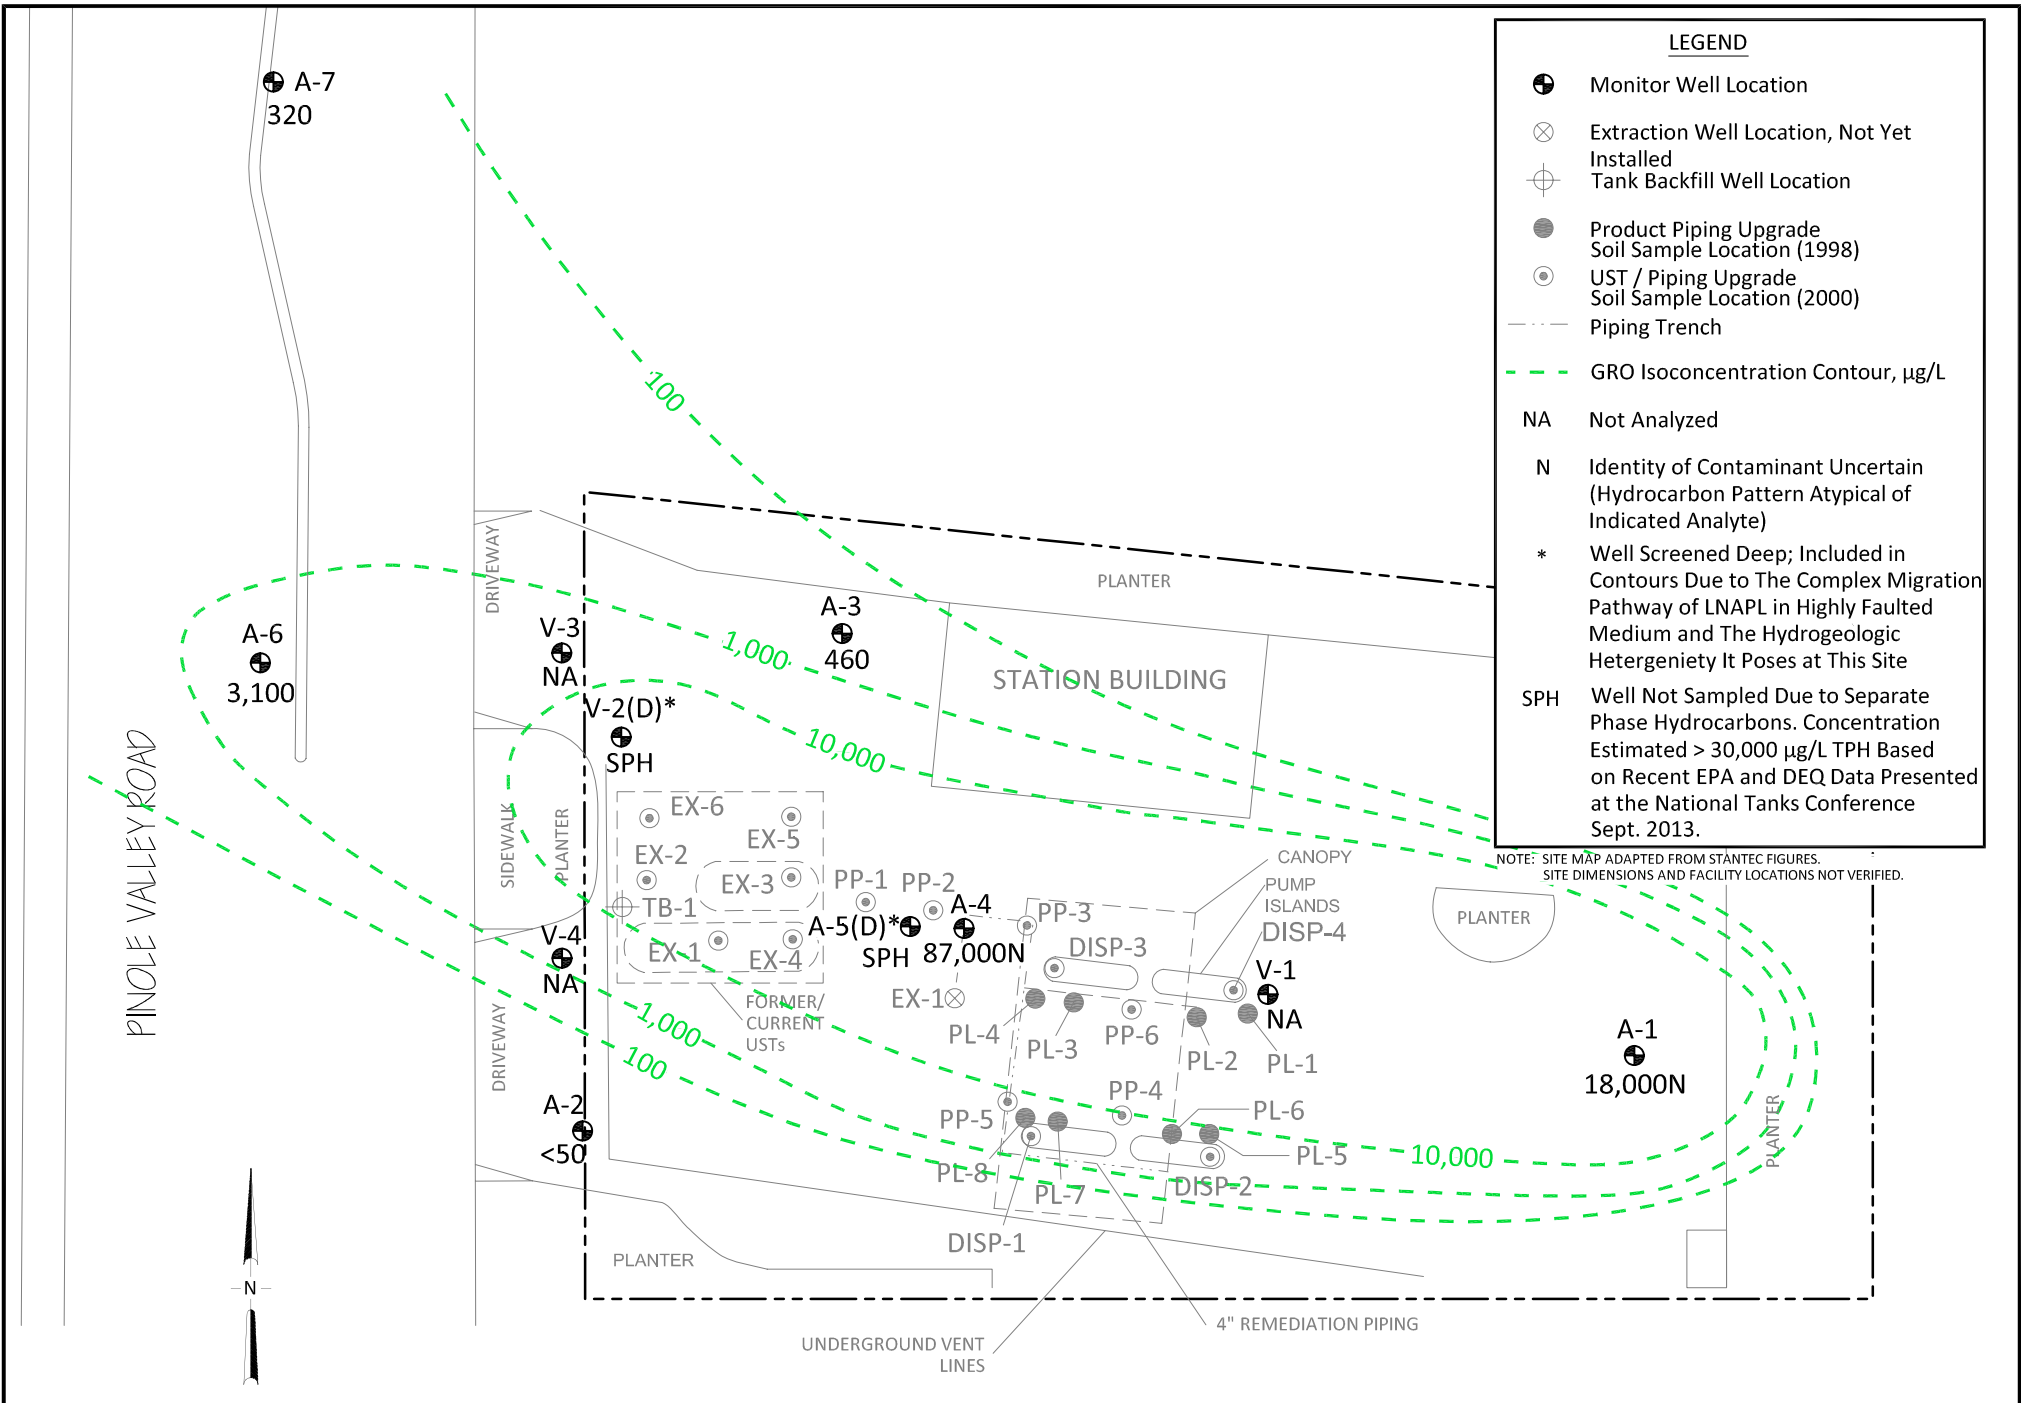 LEGEND
Monitor Well Location
Extraction Well Location, Not Yet
Installed
Tank Backfill Well Location
Product Piping Upgrade
Soil Sample Location (1998)
UST / Piping Upgrade
Soil Sample Location (2000)
Piping Trench
GRO Isoconcentration Contour, µg/L
NA Not Analyzed
N Identity of Contaminant Uncertain
(Hydrocarbon Pattern Atypical of
Indicated Analyte)
* Well Screened Deep; Included in
Contours Due to The Complex Migration
Pathway of LNAPL in Highly Faulted
Medium and The Hydrogeologic
Hetergeniety It Poses at This Site
SPH Well Not Sampled Due to Separate
Phase Hydrocarbons. Concentration
Estimated > 30,000 µg/L TPH Based
on Recent EPA and DEQ Data Presented
at the National Tanks Conference
Sept. 2013.
NOTE: SITE MAP ADAPTED FROM STANTEC FIGURES.
SITE DIMENSIONS AND FACILITY LOCATIONS NOT VERIFIED.
A-7
320
100
DRIVEWAY
PLANTER
A-3
460
A-6
3,100
V-3
NA
1,000
STATION BUILDING
V-2(D)*
SPH
10,000
PINOLE VALLEY ROAD
SIDEWALK
PLANTER
EX-6
EX-5
EX-2
EX-3
TB-1
EX-1
EX-4
PP-1
PP-2
A-5(D)*
SPH
A-4
87,000N
PP-3
CANOPY
PUMP
ISLANDS
DISP-3
DISP-4
PLANTER
V-4
NA
V-1
NA
EX-1
FORMER/
CURRENT
USTs
PL-4
PL-3
PP-6
PL-2
PL-1
A-1
18,000N
DRIVEWAY
1,000
100
A-2
<50
PP-5
PP-4
PL-6
PL-5
10,000
PLANTER
PL-8
PL-7
DISP-2
DISP-1
PLANTER
N
UNDERGROUND VENT
LINES
4" REMEDIATION PIPING